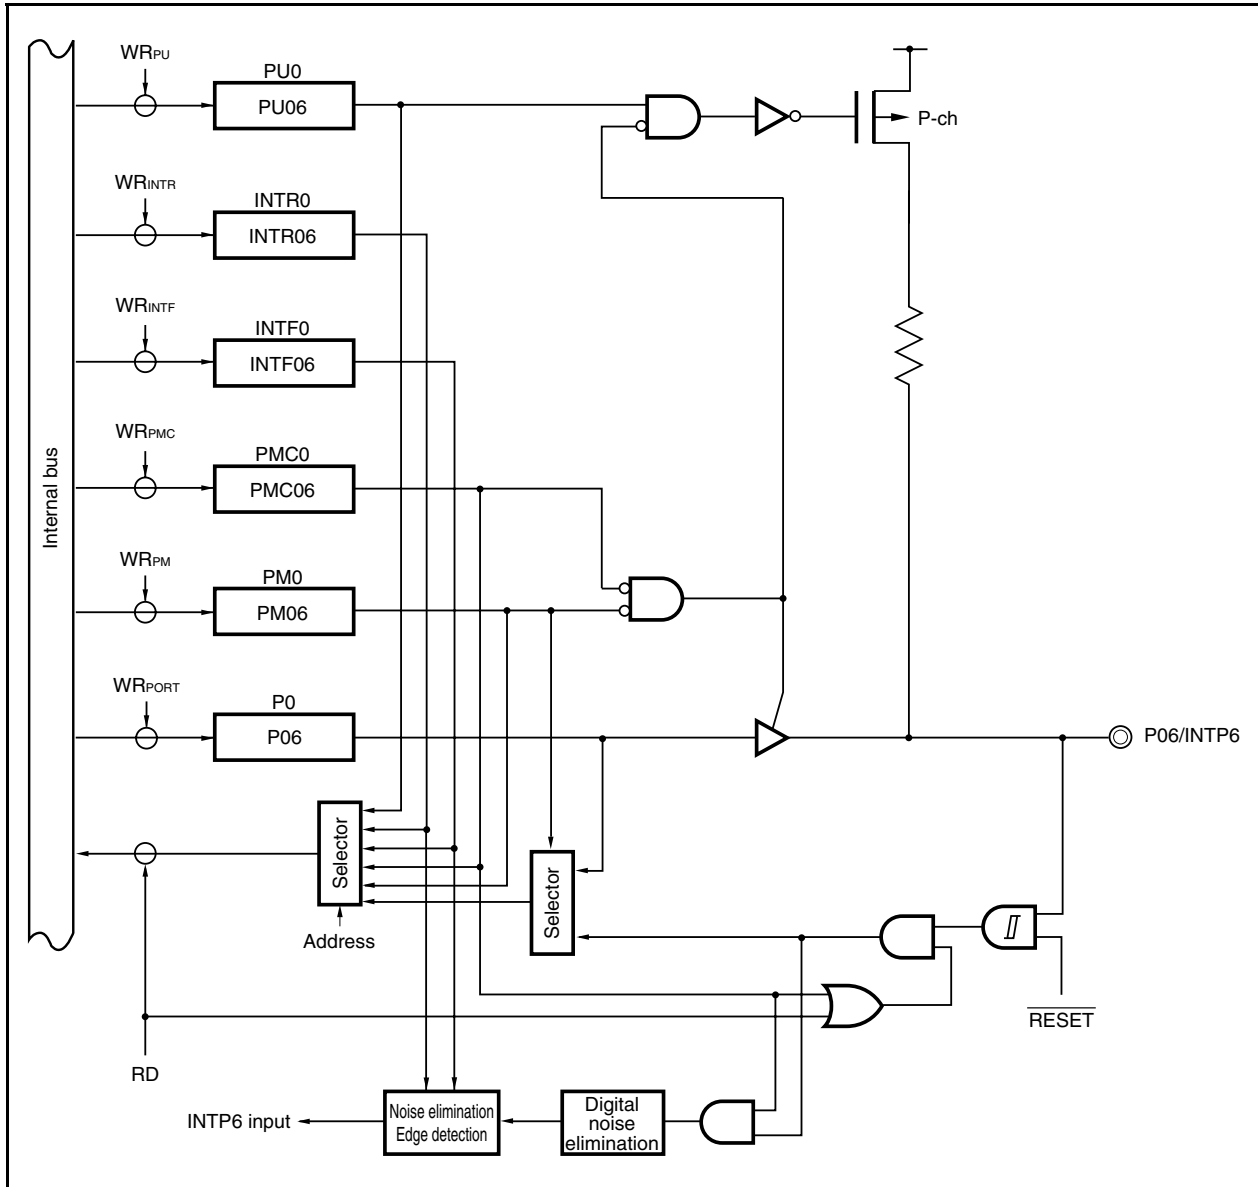 WRPU
PU0
PU06
P-ch
WRINTR
INTR0
INTR06
WRINTF
INTF0
INTF06
WRPMC
PMC0
PMC06
Internal bus
WRPM
PM0
PM06
WRPORT
P0
P06
P06/INTP6
Selector
Selector
Address
RESET
RD
INTP6 input
Noise elimination
Edge detection
Digital
noise
elimination